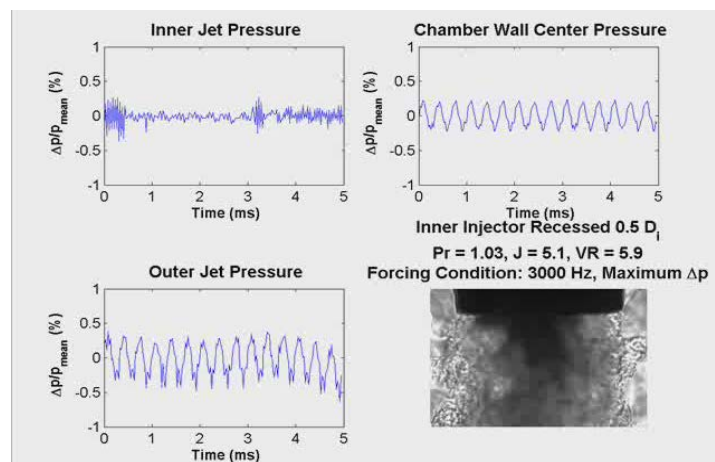 Inner Jet Pressure
1
0.5
0
-0.5
-1
Δp/p_mean (%)
0 1 2 3 4 5
Time (ms)
Chamber Wall Center Pressure
1
0.5
0
-0.5
-1
Δp/p_mean (%)
0 1 2 3 4 5
Time (ms)
Outer Jet Pressure
1
0.5
0
-0.5
-1
Δp/p_mean (%)
0 1 2 3 4 5
Time (ms)
Inner Injector Recessed 0.5 D_i
Pr = 1.03, J = 5.1, VR = 5.9
Forcing Condition: 3000 Hz, Maximum Δp